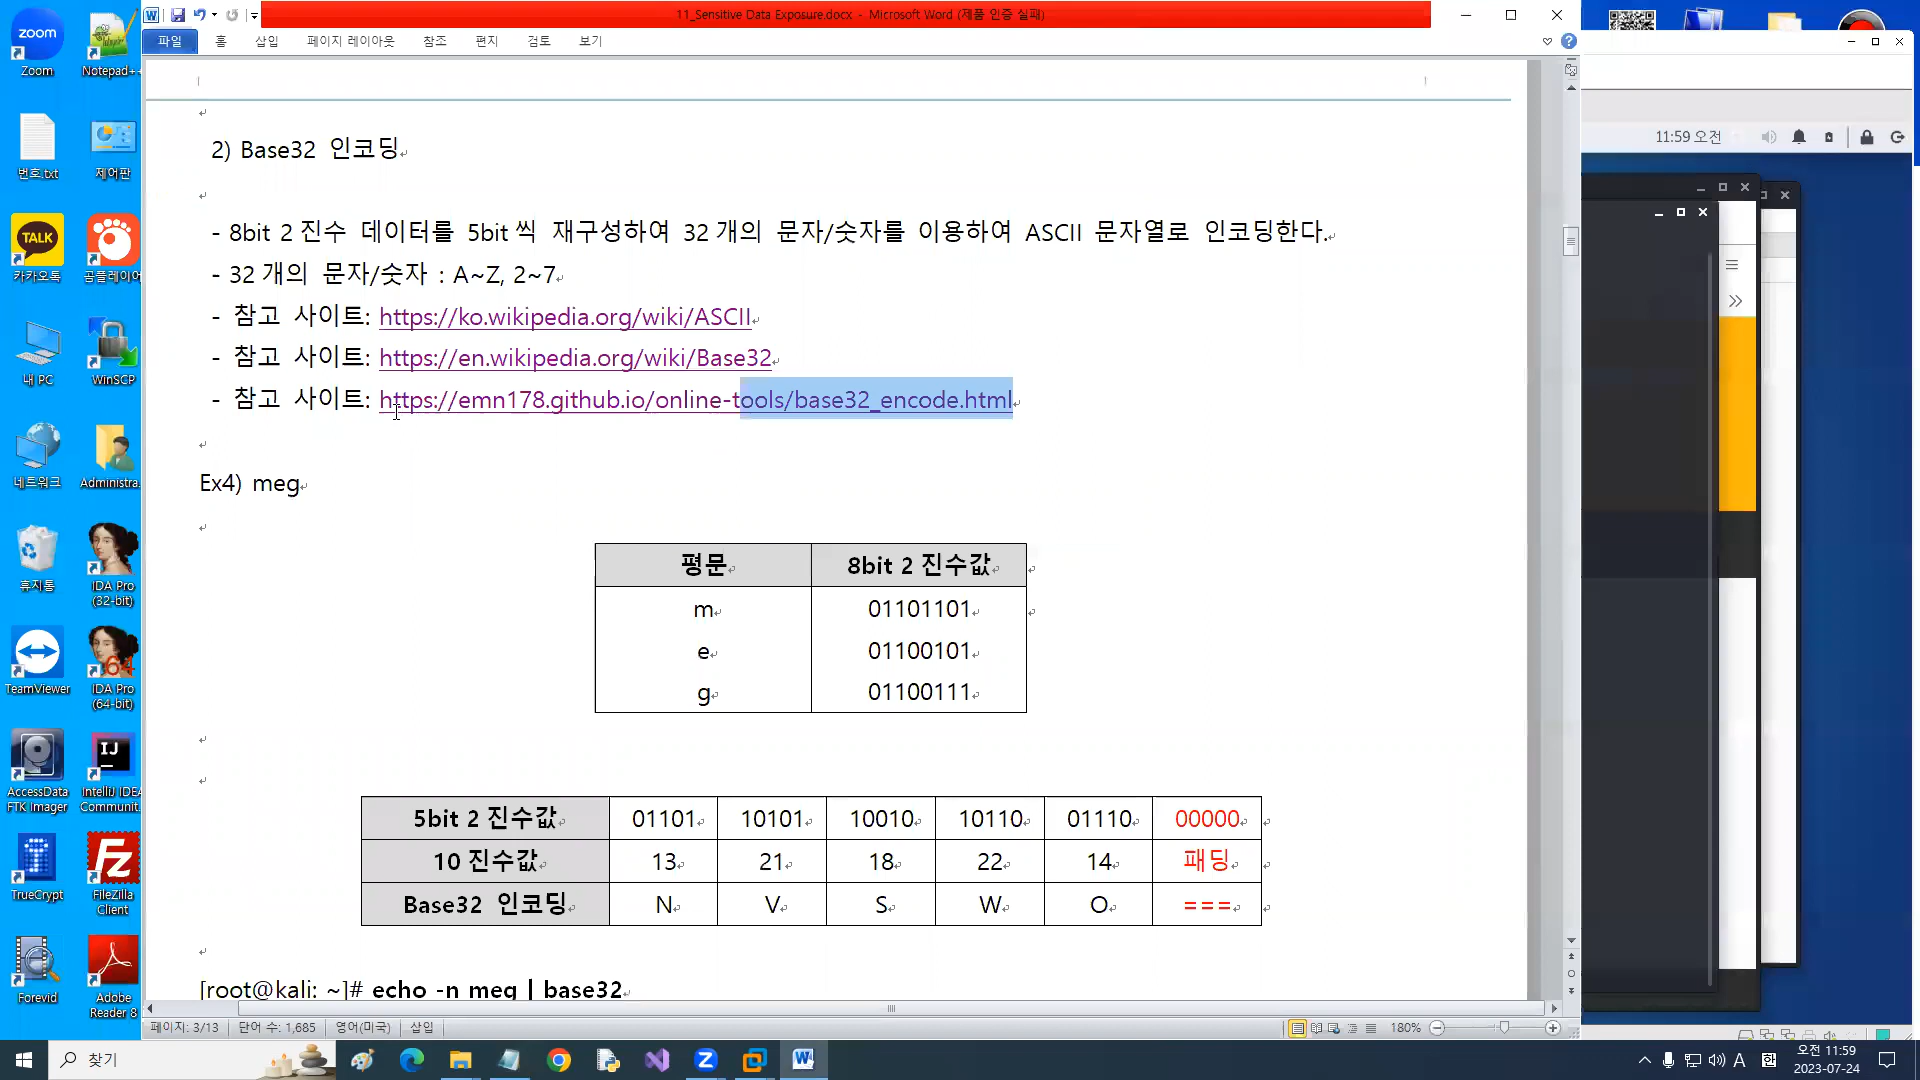 11_Sensitive Data Exposure.docx - Microsoft Word (제품 인증 실패)
파일 홈 삽입 페이지 레이아웃 참조 편지 검토 보기
2) Base32 인코딩
- 8bit 2진수 데이터를 5bit씩 재구성하여 32개의 문자/숫자를 이용하여 ASCII 문자열로 인코딩한다.
- 32개의 문자/숫자 : A~Z, 2~7
- 참고 사이트: https://ko.wikipedia.org/wiki/ASCII
- 참고 사이트: https://en.wikipedia.org/wiki/Base32
- 참고 사이트: https://emn178.github.io/online-tools/base32_encode.html
Ex4) meg
평문 8bit 2진수값
m 01101101
e 01100101
g 01100111
5bit 2진수값 01101 10101 10010 10110 01110 00000
10진수값 13 21 18 22 14 패딩
Base32 인코딩 N V S W O ===
[root@kali: ~]# echo -n meg | base32
페이지: 3/13 단어 수: 1,685 영어(미국) 삽입 180%
zoom
Zoom
Notepad++
번호.txt
제어판
TALK
카카오톡
곰플레이어
내 PC
WinSCP
네트워크
Administra...
휴지통
IDA Pro
(32-bit)
TeamViewer
64
IDA Pro
(64-bit)
AccessData
FTK Imager
IJ
IntelliJ IDEA
Communit...
TrueCrypt
FileZilla
Client
Forevid
Adobe
Reader 8
11:59 오전
찾기
A 한
오전 11:59
2023-07-24